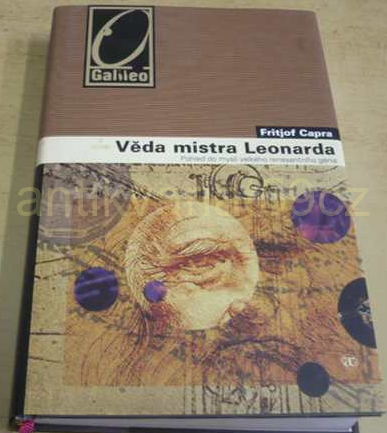 Galileo
Fritjof Capra
Věda mistra Leonarda
Pohled do mysli velkého renesančního génia